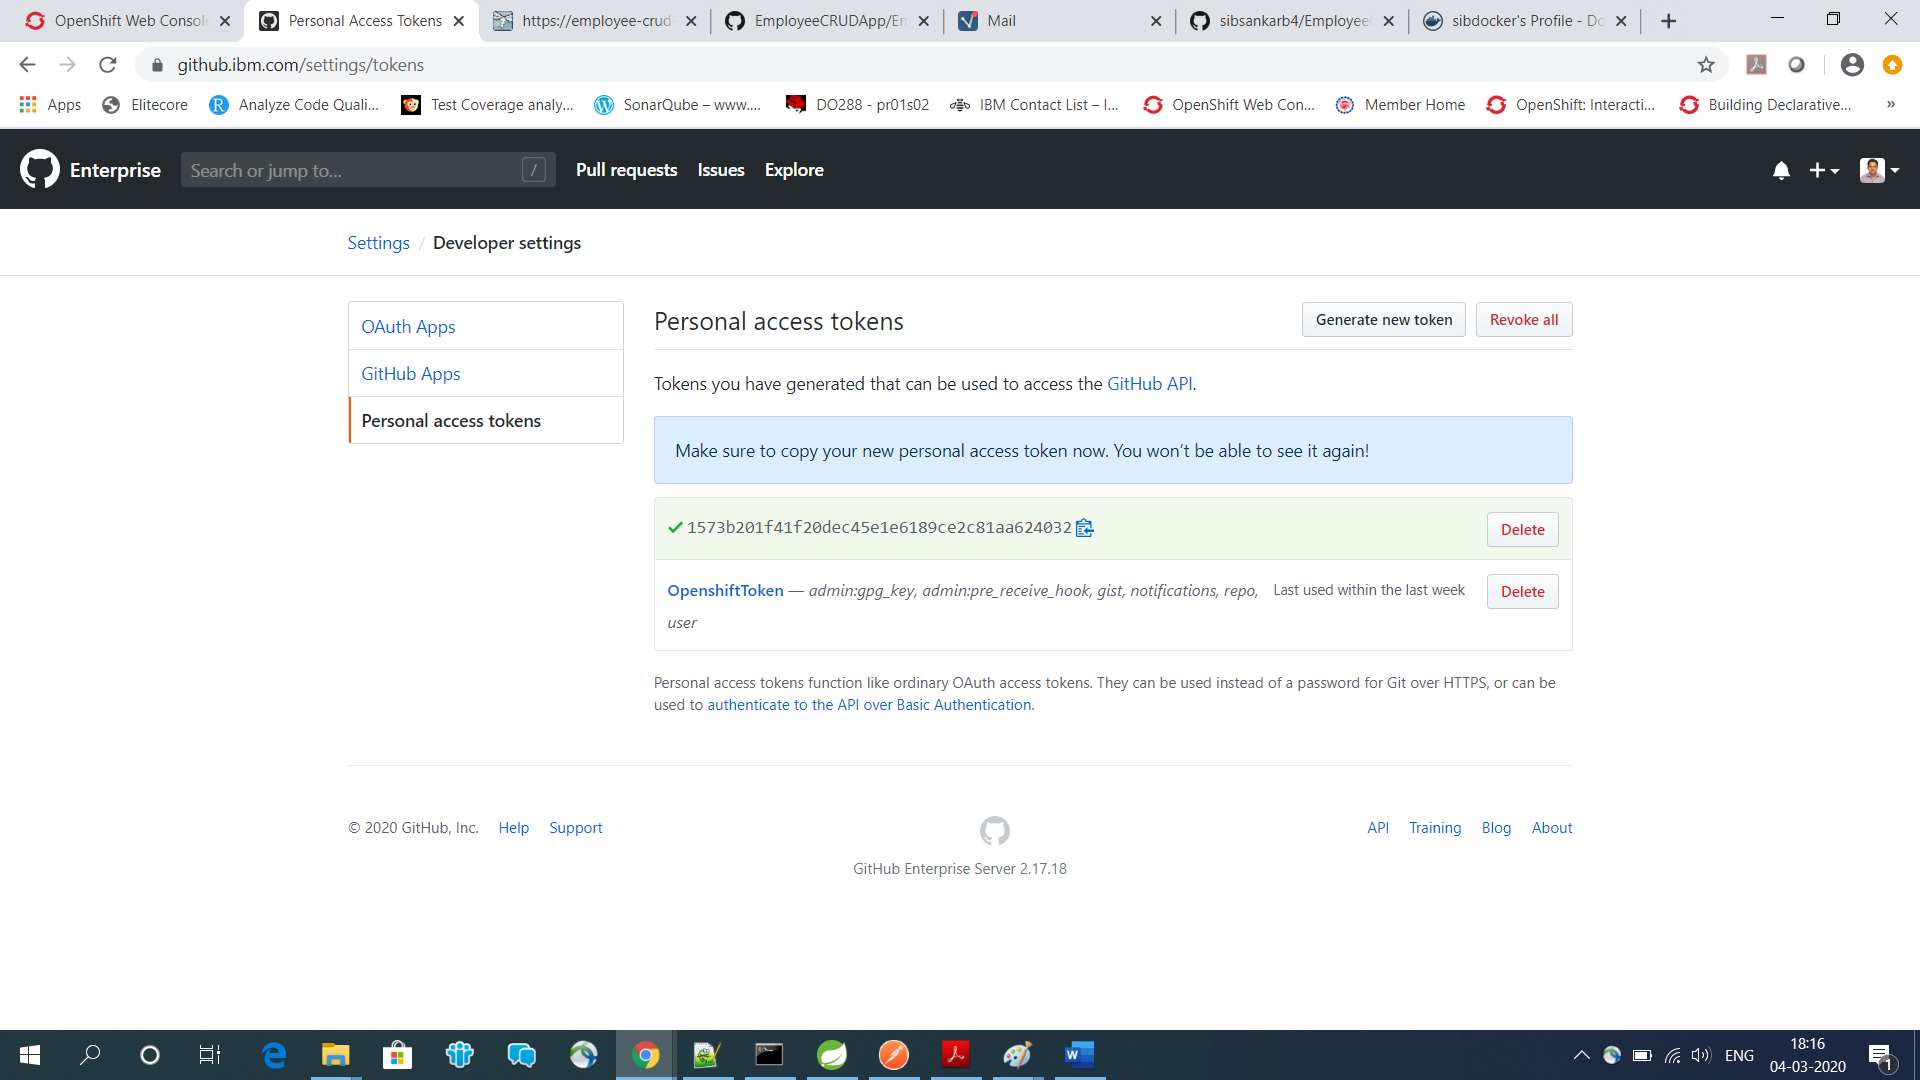 OpenShift Web Consol
Personal Access Tokens
https://employee-crud-
EmployeeCRUDApp/En
Mail
sibsankarb4/Employee
sibdocker's Profile - Do
github.ibm.com/settings/tokens
Apps
Elitecore
Analyze Code Quali...
Test Coverage analy...
SonarQube – www....
DO288 - pr01s02
IBM Contact List – I...
OpenShift Web Con...
Member Home
OpenShift: Interacti...
Building Declarative...
»
Enterprise
Search or jump to...
/
Pull requests
Issues
Explore
Settings / Developer settings
OAuth Apps
GitHub Apps
Personal access tokens
Personal access tokens
Generate new token
Revoke all
Tokens you have generated that can be used to access the GitHub API.
Make sure to copy your new personal access token now. You won't be able to see it again!
1573b201f41f20dec45e1e6189ce2c81aa624032
Delete
OpenshiftToken — admin:gpg_key, admin:pre_receive_hook, gist, notifications, repo,
user
Last used within the last week
Delete
Personal access tokens function like ordinary OAuth access tokens. They can be used instead of a password for Git over HTTPS, or can be
used to authenticate to the API over Basic Authentication.
© 2020 GitHub, Inc.
Help
Support
API
Training
Blog
About
GitHub Enterprise Server 2.17.18
ENG
18:16
04-03-2020
1